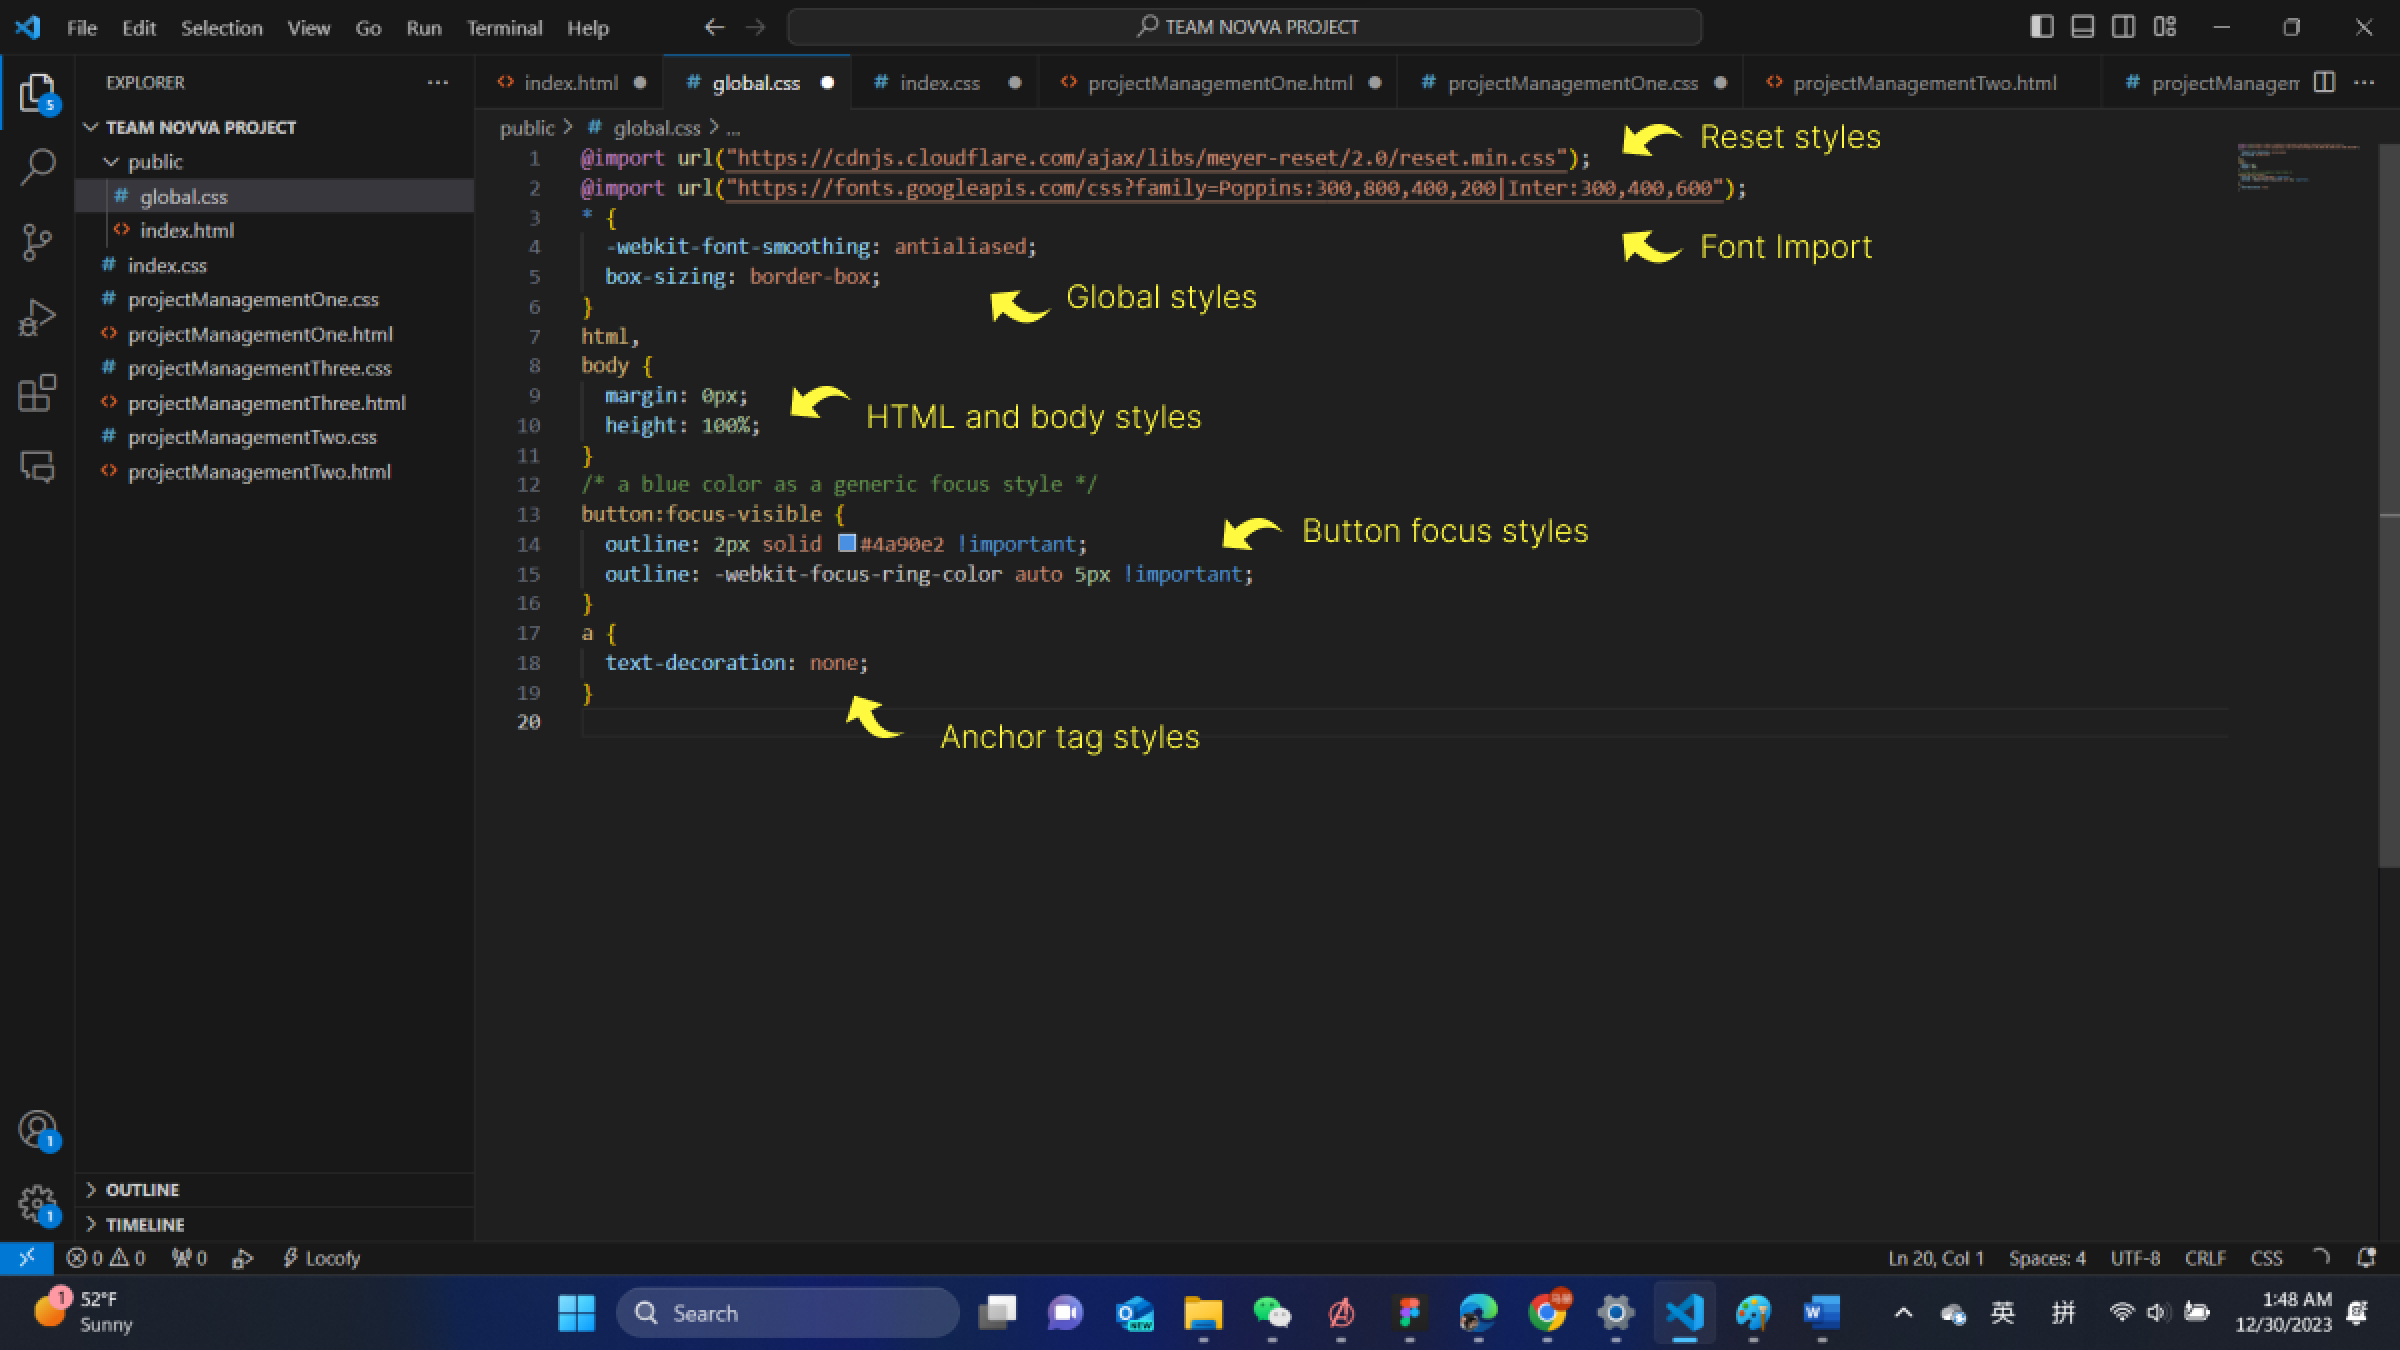 File Edit Selection View Go Run Terminal Help
TEAM NOVVA PROJECT
EXPLORER
index.html
global.css
index.css
projectManagementOne.html
projectManagementOne.css
projectManagementTwo.html
projectManagem
5
TEAM NOVVA PROJECT
public
global.css
index.html
index.css
projectManagementOne.css
projectManagementOne.html
projectManagementThree.css
projectManagementThree.html
projectManagementTwo.css
projectManagementTwo.html
public > # global.css > ...
1 @import url("https://cdnjs.cloudflare.com/ajax/libs/meyer-reset/2.0/reset.min.css");
2 @import url("https://fonts.googleapis.com/css?family=Poppins:300,800,400,200|Inter:300,400,600");
3 * {
4 -webkit-font-smoothing: antialiased;
5 box-sizing: border-box;
6 }
7 html,
8 body {
9 margin: 0px;
10 height: 100%;
11 }
12 /* a blue color as a generic focus style */
13 button:focus-visible {
14 outline: 2px solid #4a90e2 !important;
15 outline: -webkit-focus-ring-color auto 5px !important;
16 }
17 a {
18 text-decoration: none;
19 }
20
Reset styles
Font Import
Global styles
HTML and body styles
Button focus styles
Anchor tag styles
1
1
OUTLINE
TIMELINE
0 0 0 Locofy
Ln 20, Col 1 Spaces: 4 UTF-8 CRLF CSS
1
52°F
Sunny
Search
NEW
W
英
拼
1:48 AM
12/30/2023